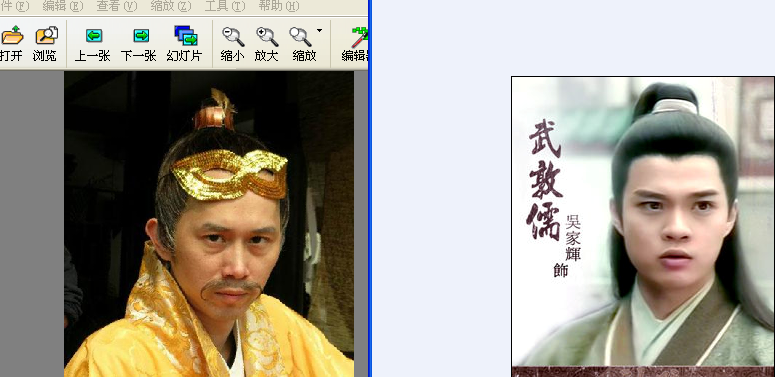 件(F) 编辑(E) 查看(V) 缩放(Z) 工具(T) 帮助(H)
打开 浏览 上一张 下一张 幻灯片 缩小 放大 缩放 编辑
武敦儒
吳家輝 飾